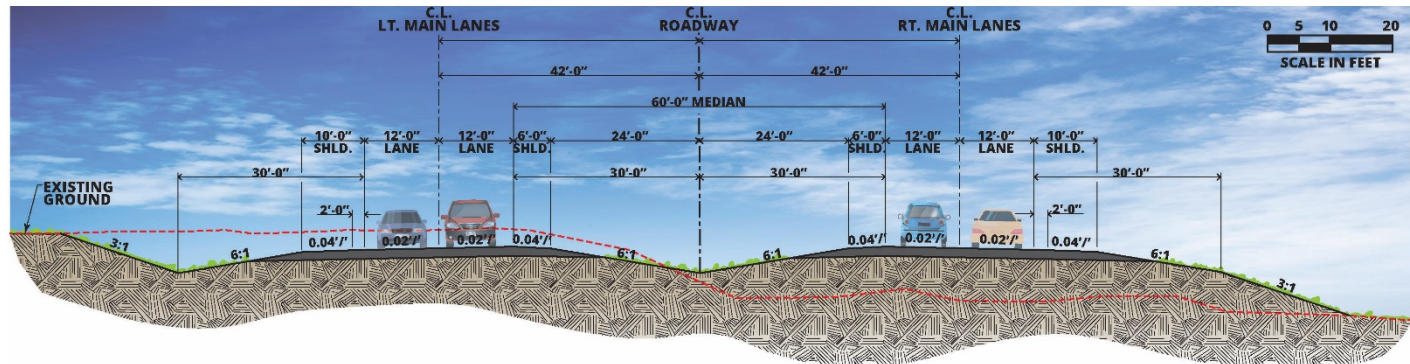 C.L.
LT. MAIN LANES
C.L.
ROADWAY
C.L.
RT. MAIN LANES
0 5 10 20
SCALE IN FEET
42’-0”
42’-0”
60’-0” MEDIAN
10’-0”
SHLD.
12’-0”
LANE
12’-0”
LANE
6’-0”
SHLD.
24’-0”
24’-0”
6’-0”
SHLD.
12’-0”
LANE
12’-0”
LANE
10’-0”
SHLD.
30’-0”
30’-0”
30’-0”
30’-0”
EXISTING
GROUND
2’-0”
2’-0”
3:1
6:1
0.04’/’
0.02’/’
0.02’/’
0.04’/’
6:1
6:1
0.04’/’
0.02’/’
0.02’/’
0.04’/’
6:1
3:1